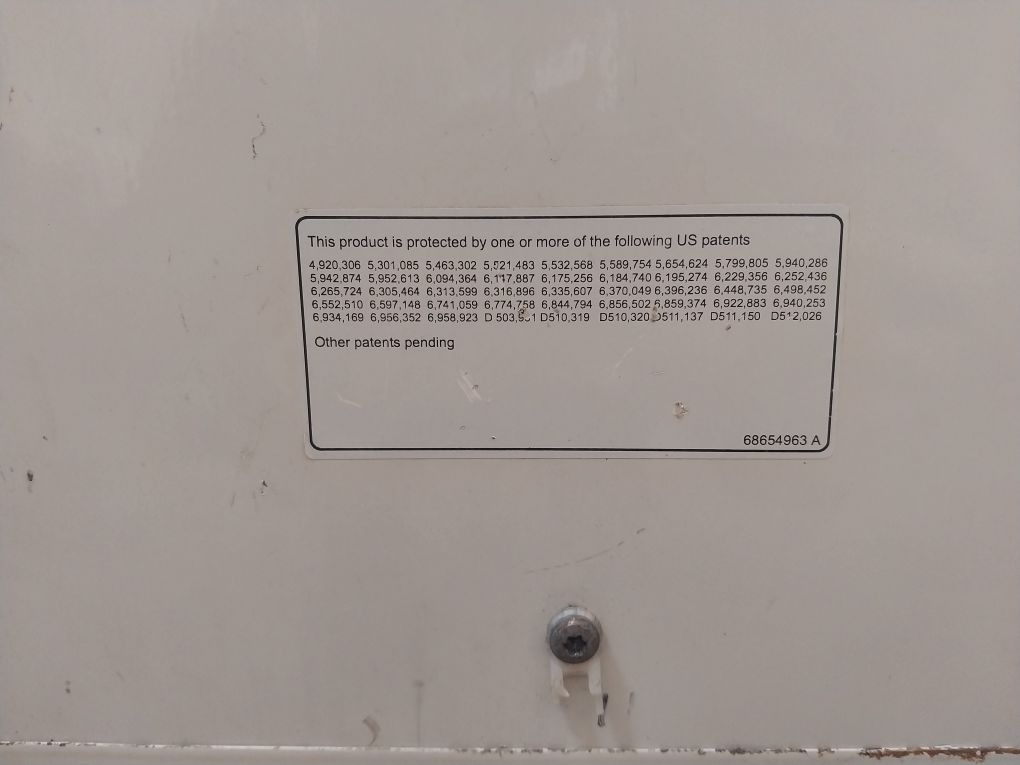 This product is protected by one or more of the following US patents
4,920,306 5,301,085 5,463,302 5,521,483 5,532,568 5,589,754 5,654,624 5,799,805 5,940,286
5,942,874 5,952,613 6,094,364 6,117,887 6,175,256 6,184,740 6,195,274 6,229,356 6,252,436
6,265,724 6,305,464 6,313,599 6,316,896 6,335,607 6,370,049 6,396,236 6,448,735 6,498,452
6,552,510 6,597,148 6,741,059 6,774,758 6,844,794 6,856,502 6,859,374 6,922,883 6,940,253
6,934,169 6,956,352 6,958,923 D510,319 D510,320 D511,137 D511,150 D512,026
Other patents pending
68654963 A